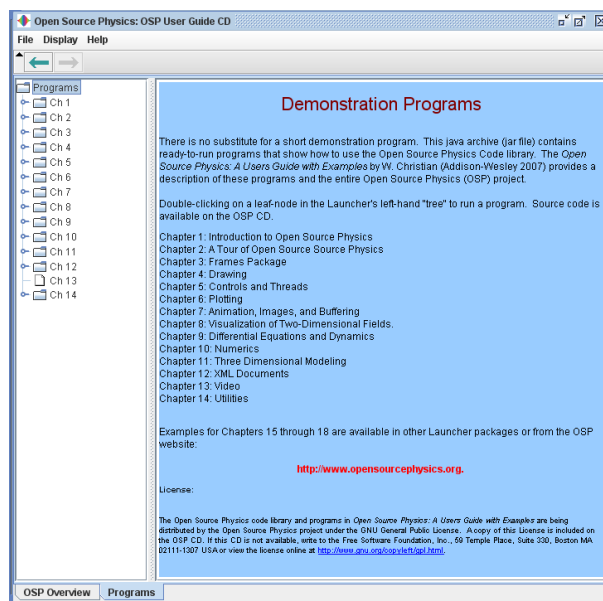 Open Source Physics: OSP User Guide CD
File Display Help
Programs
Ch 1
Ch 2
Ch 3
Ch 4
Ch 5
Ch 6
Ch 7
Ch 8
Ch 9
Ch 10
Ch 11
Ch 12
Ch 13
Ch 14
Demonstration Programs
There is no substitute for a short demonstration program. This java archive (jar file) contains
ready-to-run programs that show how to use the Open Source Physics Code library. The Open
Source Physics: A Users Guide with Examples by W. Christian (Addison-Wesley 2007) provides a
description of these programs and the entire Open Source Physics (OSP) project.
Double-clicking on a leaf-node in the Launcher's left-hand "tree" to run a program. Source code is
available on the OSP CD.
Chapter 1: Introduction to Open Source Physics
Chapter 2: A Tour of Open Source Source Physics
Chapter 3: Frames Package
Chapter 4: Drawing
Chapter 5: Controls and Threads
Chapter 6: Plotting
Chapter 7: Animation, Images, and Buffering
Chapter 8: Visualization of Two-Dimensional Fields.
Chapter 9: Differential Equations and Dynamics
Chapter 10: Numerics
Chapter 11: Three Dimensional Modeling
Chapter 12: XML Documents
Chapter 13: Video
Chapter 14: Utilities
Examples for Chapters 15 through 18 are available in other Launcher packages or from the OSP
website:
http://www.opensourcephysics.org.
License:
The Open Source Physics code library and programs in Open Source Physics: A Users Guide with Examples are being
distributed by the Open Source Physics project under the GNU General Public License. A copy of this License is included on
the OSP CD. If this CD is not available, write to the Free Software Foundation, Inc., 59 Temple Place, Suite 330, Boston MA
02111-1307 USA or view the license online at http://www.gnu.org/copyleft/gpl.html.
OSP Overview Programs